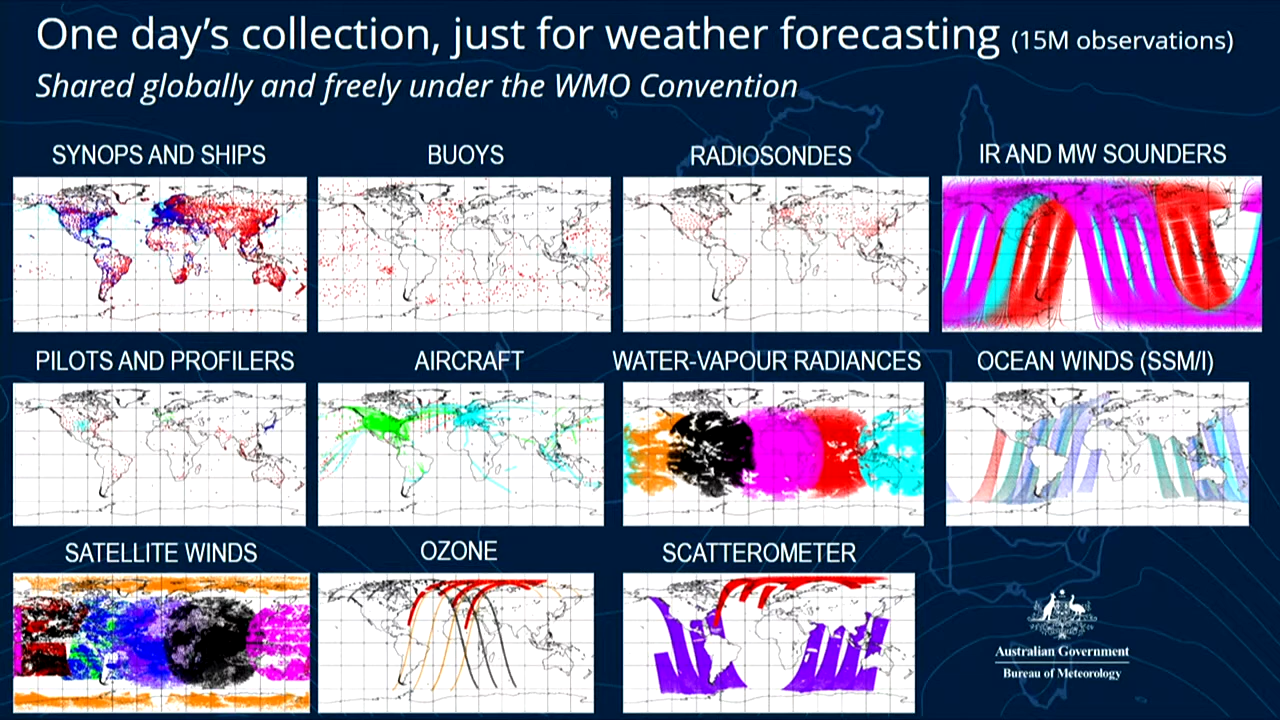 One day's collection, just for weather forecasting (15M observations)
Shared globally and freely under the WMO Convention
SYNOPS AND SHIPS
BUOYS
RADIOSONDES
IR AND MW SOUNDERS
PILOTS AND PROFILERS
AIRCRAFT
WATER-VAPOUR RADIANCES
OCEAN WINDS (SSM/I)
SATELLITE WINDS
OZONE
SCATTEROMETER
Australian Government
Bureau of Meteorology